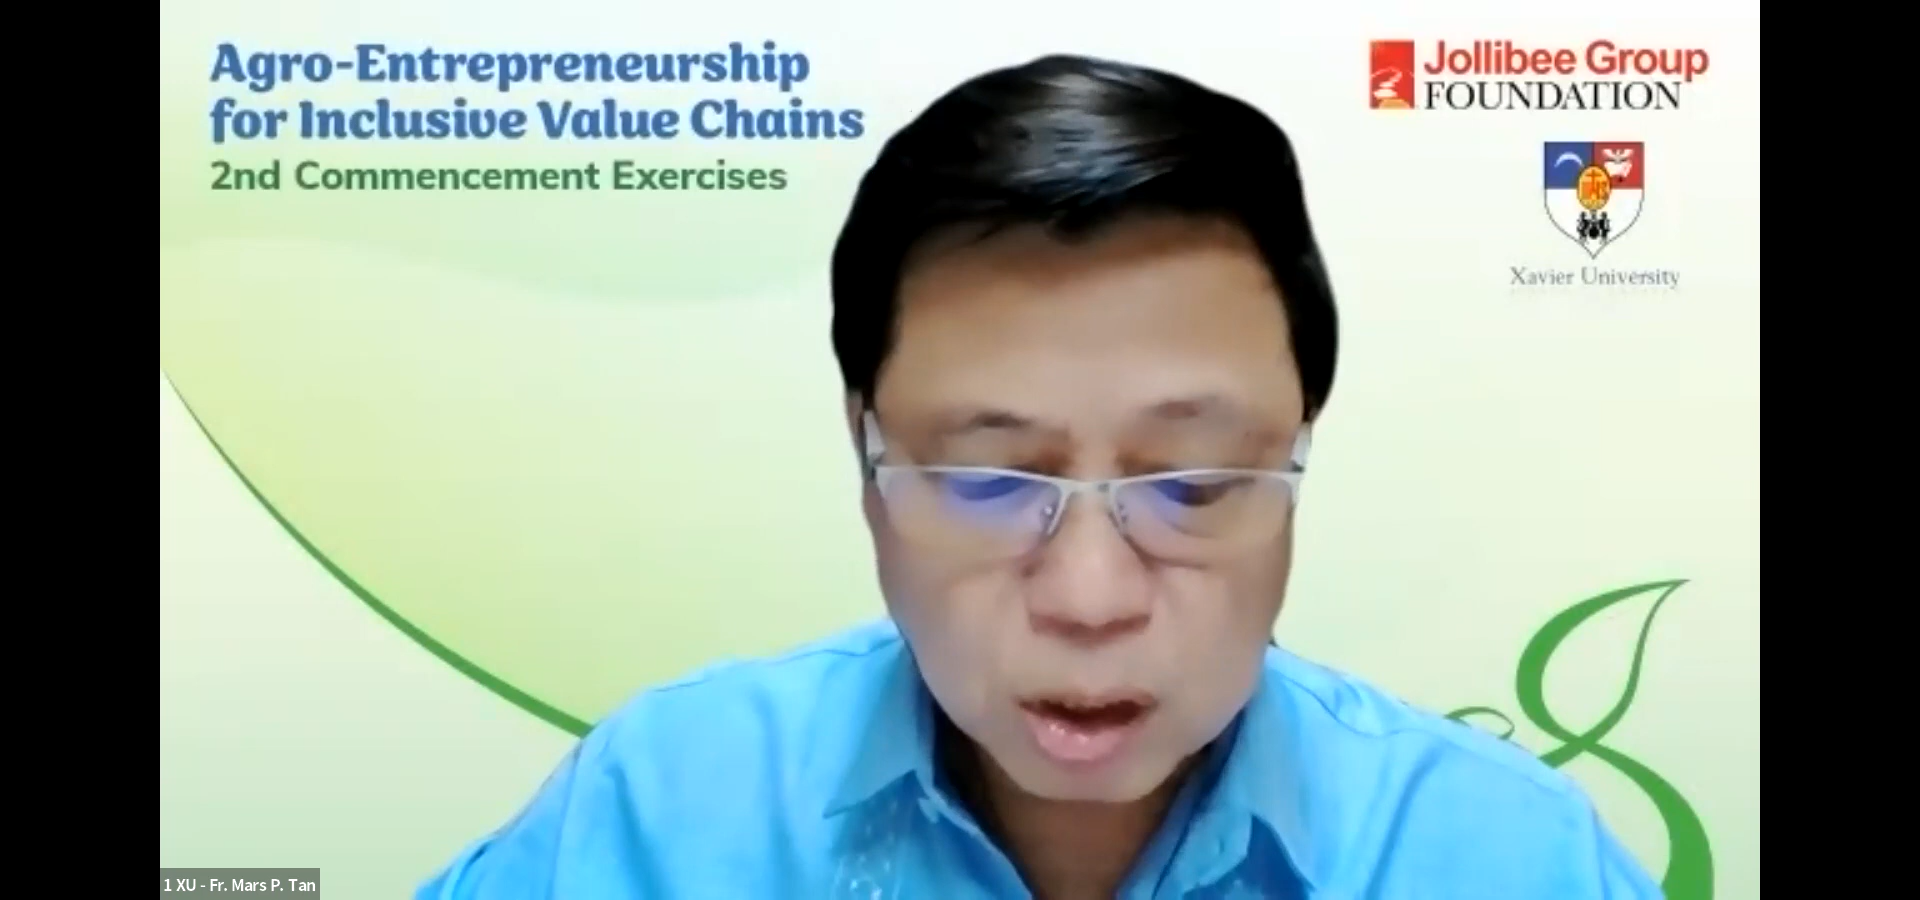 Agro-Entrepreneurship
for Inclusive Value Chains
2nd Commencement Exercises
Jollibee Group
FOUNDATION
Xavier University
1 XU - Fr. Mars P. Tan